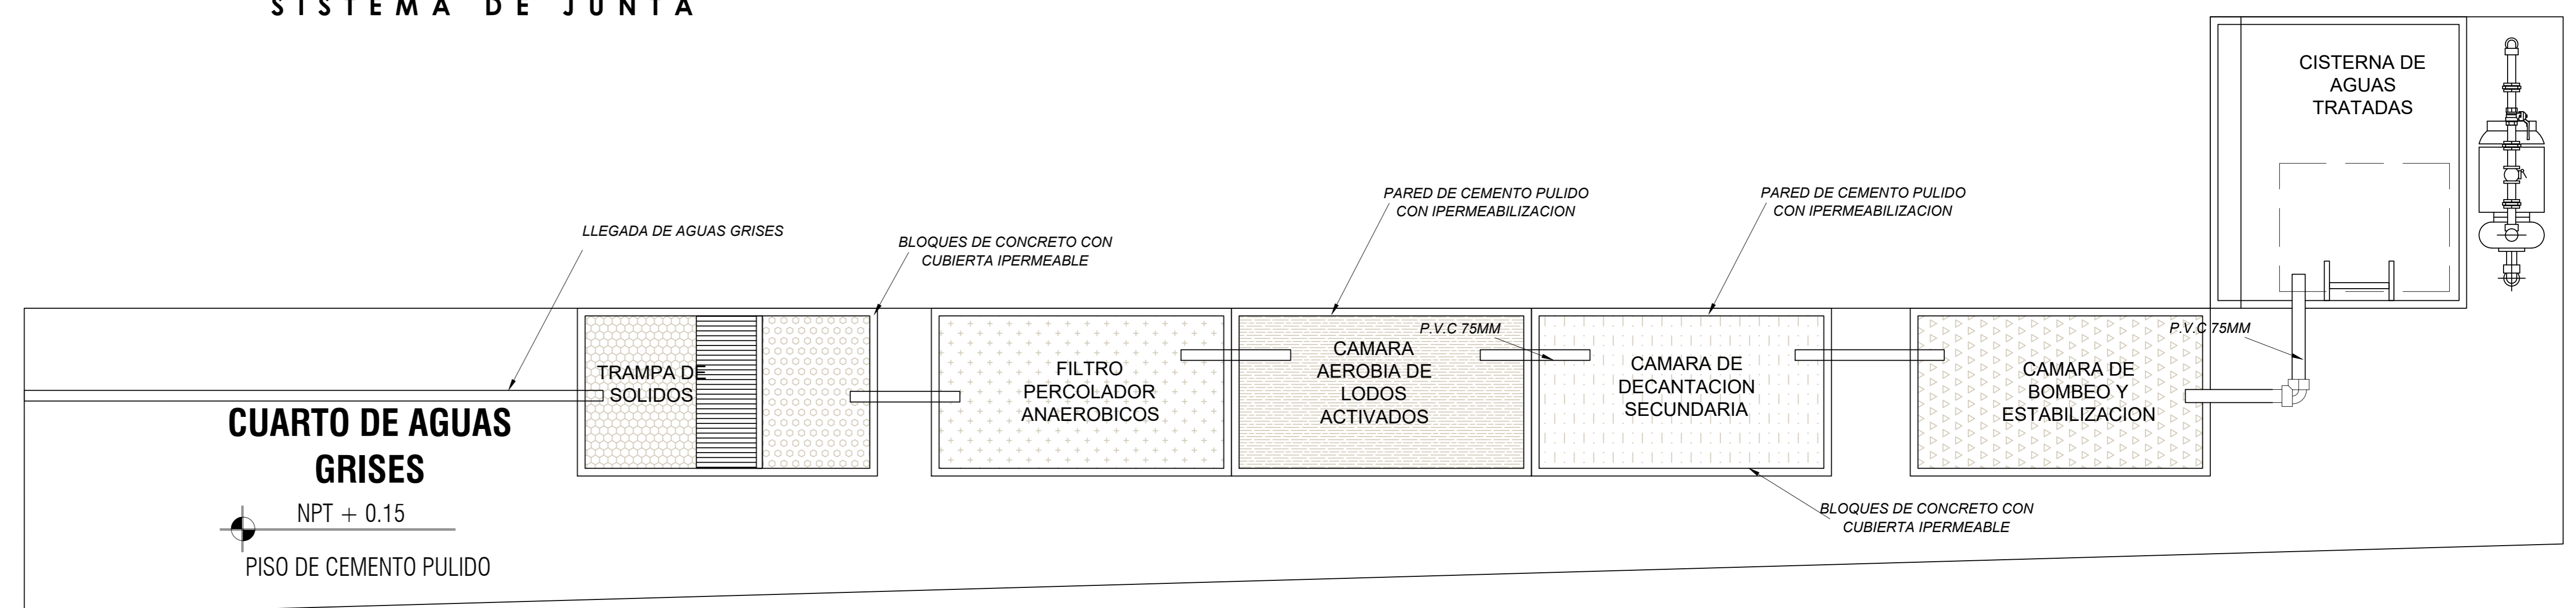 SISTEMA DE JUNTA
CISTERNA DE
AGUAS
TRATADAS
LLEGADA DE AGUAS GRISES
BLOQUES DE CONCRETO CON
CUBIERTA IPERMEABLE
PARED DE CEMENTO PULIDO
CON IPERMEABILIZACION
PARED DE CEMENTO PULIDO
CON IPERMEABILIZACION
TRAMPA DE
SOLIDOS
FILTRO
PERCOLADOR
ANAEROBICOS
P.V.C 75MM
CAMARA
AEROBIA DE
LODOS
ACTIVADOS
CAMARA DE
DECANTACION
SECUNDARIA
P.V.C 75MM
CAMARA DE
BOMBEO Y
ESTABILIZACION
CUARTO DE AGUAS
GRISES
NPT + 0.15
PISO DE CEMENTO PULIDO
BLOQUES DE CONCRETO CON
CUBIERTA IPERMEABLE